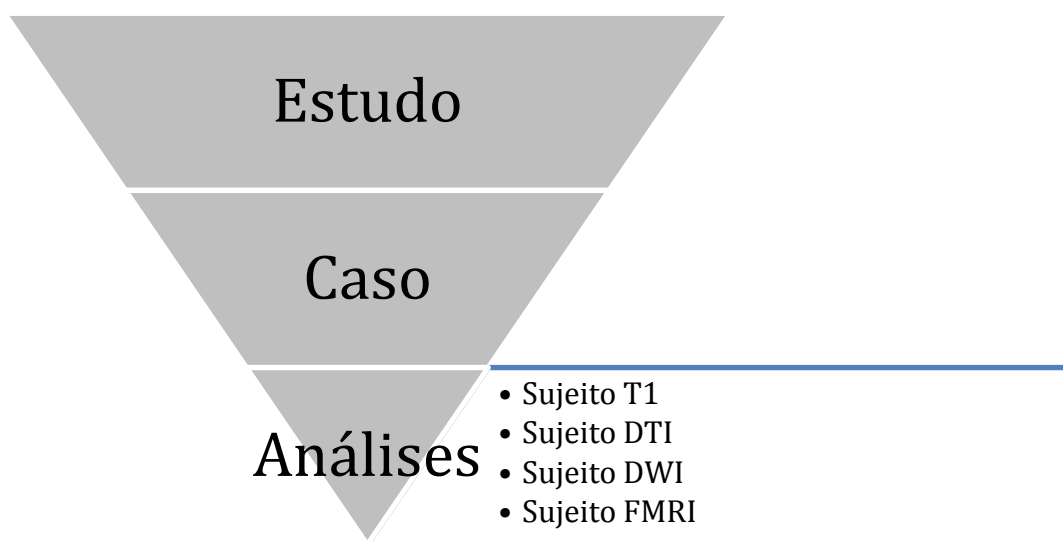 Estudo
Caso
Análises
• Sujeito T1
• Sujeito DTI
• Sujeito DWI
• Sujeito FMRI